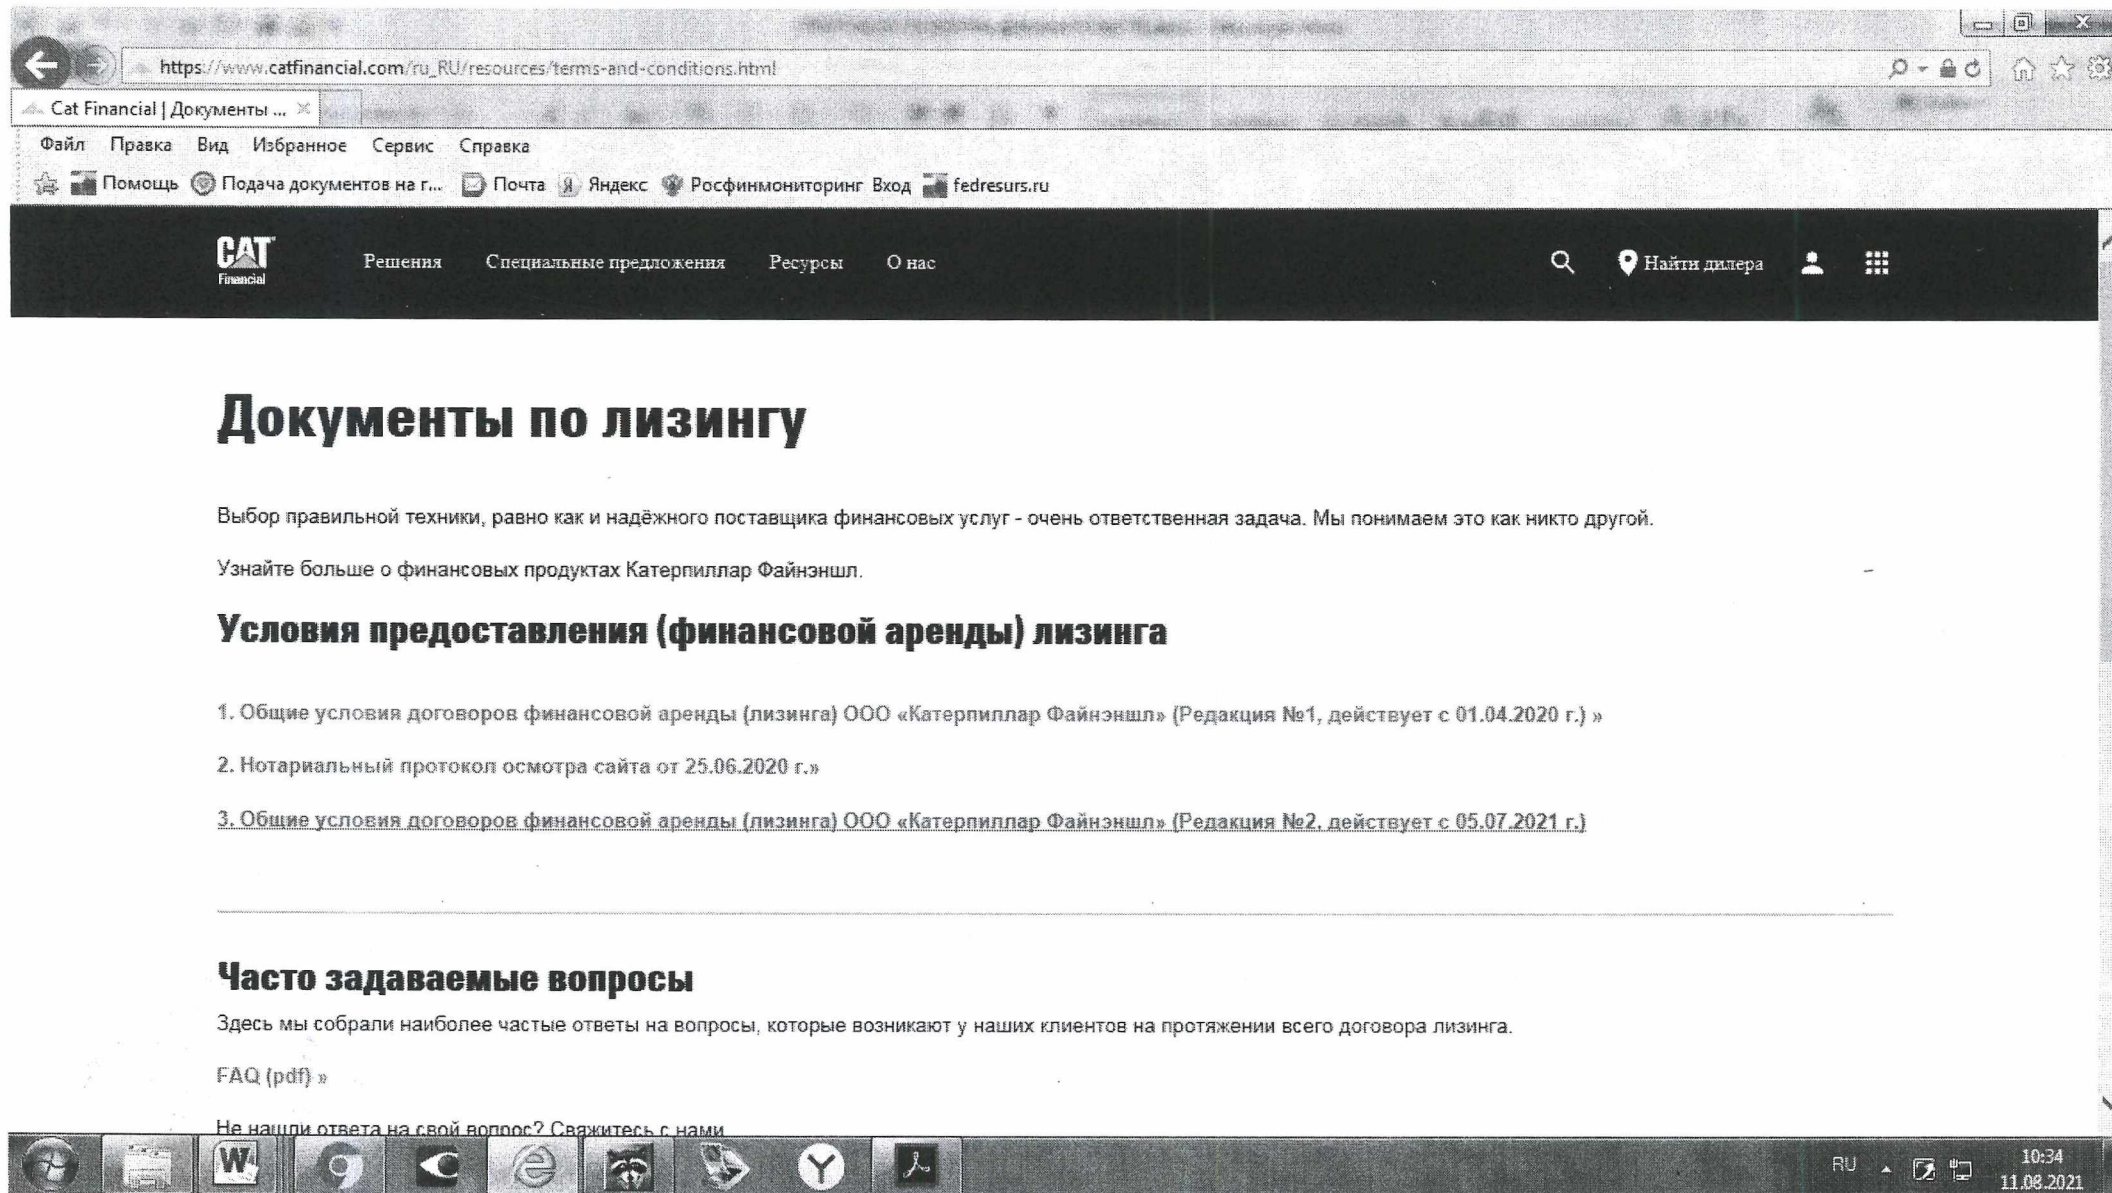 https://www.catfinancial.com/ru_RU/resources/terms-and-conditions.html
Cat Financial | Документы ...
Файл Правка Вид Избранное Сервис Справка
Помощь Подача документов на г... Почта Яндекс Росфинмониторинг Вход fedresurs.ru
CAT
Financial
Решения Специальные предложения Ресурсы О нас Найти дилера
Документы по лизингу
Выбор правильной техники, равно как и надёжного поставщика финансовых услуг - очень ответственная задача. Мы понимаем это как никто другой.
Узнайте больше о финансовых продуктах Катерпиллар Файнэншл.
Условия предоставления (финансовой аренды) лизинга
1. Общие условия договоров финансовой аренды (лизинга) ООО «Катерпиллар Файнэншл» (Редакция №1, действует с 01.04.2020 г.) »
2. Нотариальный протокол осмотра сайта от 25.06.2020 г.»
3. Общие условия договоров финансовой аренды (лизинга) ООО «Катерпиллар Файнэншл» (Редакция №2, действует с 05.07.2021 г.)
Часто задаваемые вопросы
Здесь мы собрали наиболее частые ответы на вопросы, которые возникают у наших клиентов на протяжении всего договора лизинга.
FAQ (pdf) »
Не нашли ответа на свой вопрос? Свяжитесь с нами
RU
10:34
11.08.2021